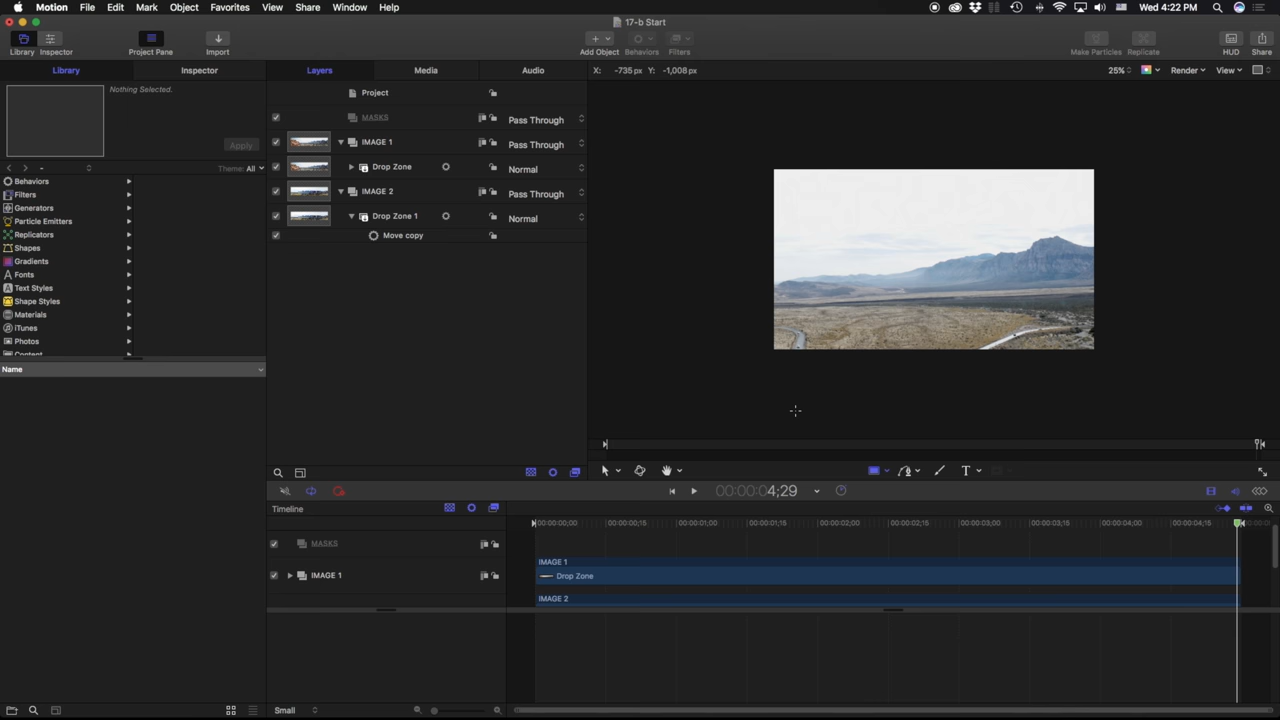 Motion File Edit Mark Object Favorites View Share Window Help Wed 4:22 PM
17-b Start
Library Inspector Project Pane Import Add Object Behaviors Filters Make Particles Replicate HUD Share
Library Inspector Layers Media Audio X: -735 px Y: -1,008 px 25% Render View
Nothing Selected.
Apply
Theme: All
Behaviors
Filters
Generators
Particle Emitters
Replicators
Shapes
Gradients
Fonts
Text Styles
Shape Styles
Materials
iTunes
Photos
Content
Name
Project
MASKS Pass Through
IMAGE 1 Pass Through
Drop Zone Normal
IMAGE 2 Pass Through
Drop Zone 1 Normal
Move copy
T
00:00:00:04;29
Timeline
00:00:00;00 00:00:00;15 00:00:01;00 00:00:01;15 00:00:02;00 00:00:02;15 00:00:03;00 00:00:03;15 00:00:04;00 00:00:04;15
MASKS
IMAGE 1
IMAGE 1
Drop Zone
IMAGE 2
Small